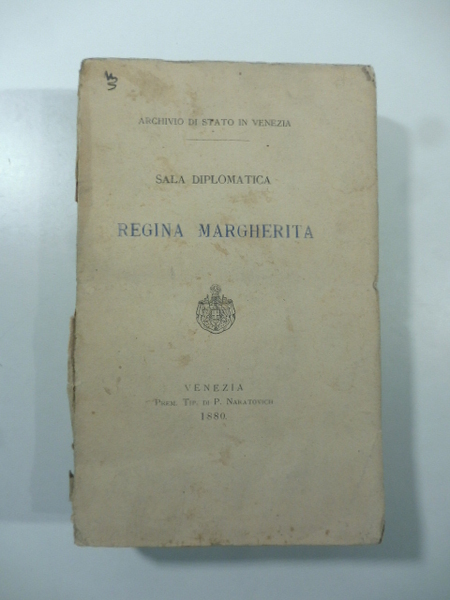 ARCHIVIO DI STATO IN VENEZIA
SALA DIPLOMATICA
REGINA MARGHERITA
VENEZIA
Prem. Tip. di P. Naratovich
1880.